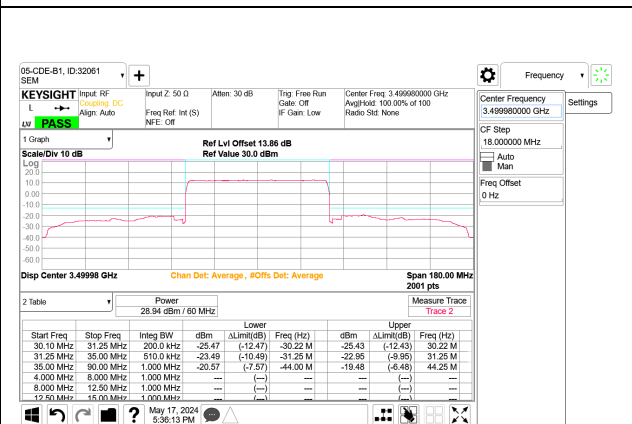 05-CDE-B1, ID:32061
SEM
Frequency
KEYSIGHT Input: RF Input Z: 50 Ω Atten: 30 dB Trig: Free Run Center Freq: 3.499980000 GHz
L Coupling: DC Gate: Off Avg|Hold: 100.00% of 100
Align: Auto Freq Ref: Int (S) IF Gain: Low Radio Std: None
LXI PASS NFE: Off
Center Frequency
3.499980000 GHz
Settings
CF Step
18.000000 MHz
Auto
Man
Freq Offset
0 Hz
1 Graph
Ref Lvl Offset 13.86 dB
Scale/Div 10 dB Ref Value 30.0 dBm
Log
20.0
10.0
0.00
-10.0
-20.0
-30.0
-40.0
-50.0
-60.0
Disp Center 3.49998 GHz Chan Det: Average , #Offs Det: Average Span 180.00 MHz
2001 pts
2 Table Power Measure Trace
28.94 dBm / 60 MHz Trace 2
Lower Upper
Start Freq Stop Freq Integ BW dBm ΔLimit(dB) Freq (Hz) dBm ΔLimit(dB) Freq (Hz)
30.10 MHz 31.25 MHz 200.0 kHz -25.47 (-12.47) -30.22 M -25.43 (-12.43) 30.22 M
31.25 MHz 35.00 MHz 510.0 kHz -23.49 (-10.49) -31.25 M -22.95 (-9.95) 31.25 M
35.00 MHz 90.00 MHz 1.000 MHz -20.57 (-7.57) -44.00 M -19.48 (-6.48) 44.25 M
4.000 MHz 8.000 MHz 1.000 MHz --- (---) --- --- (---) ---
8.000 MHz 12.50 MHz 1.000 MHz --- (---) --- --- (---) ---
12.50 MHz 15.00 MHz 1.000 MHz --- (---) --- --- (---) ---
May 17, 2024
5:36:13 PM